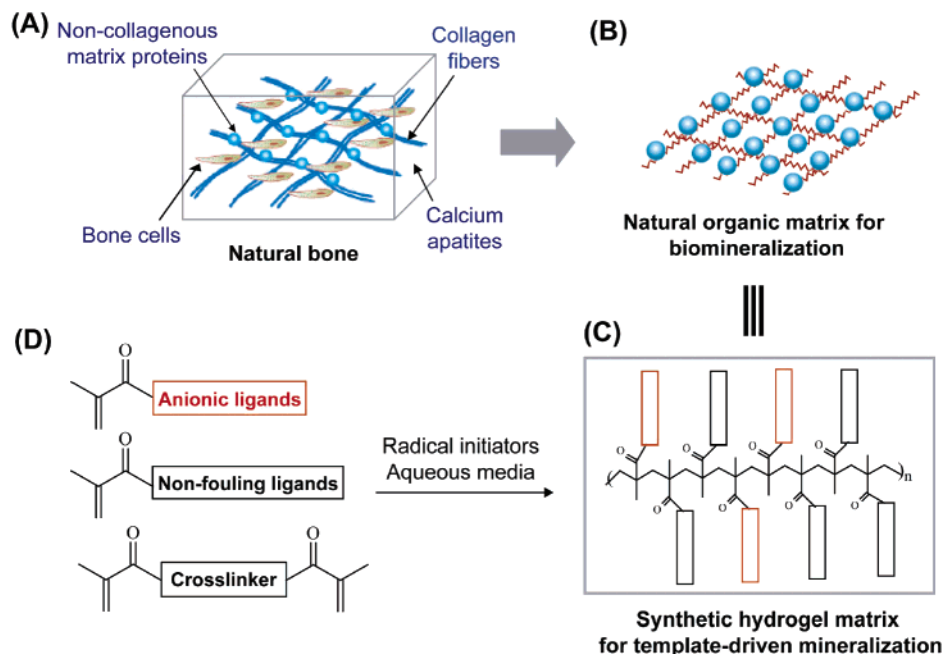 (A)
Non-collagenous
matrix proteins
Collagen
fibers
Bone cells
Calcium
apatites
Natural bone
(B)
Natural organic matrix for
biomineralization
(C)
O
O
O
O
O
O
O
O
n
Synthetic hydrogel matrix
for template-driven mineralization
(D)
O
Anionic ligands
O
Non-fouling ligands
O
O
Crosslinker
Radical initiators
Aqueous media